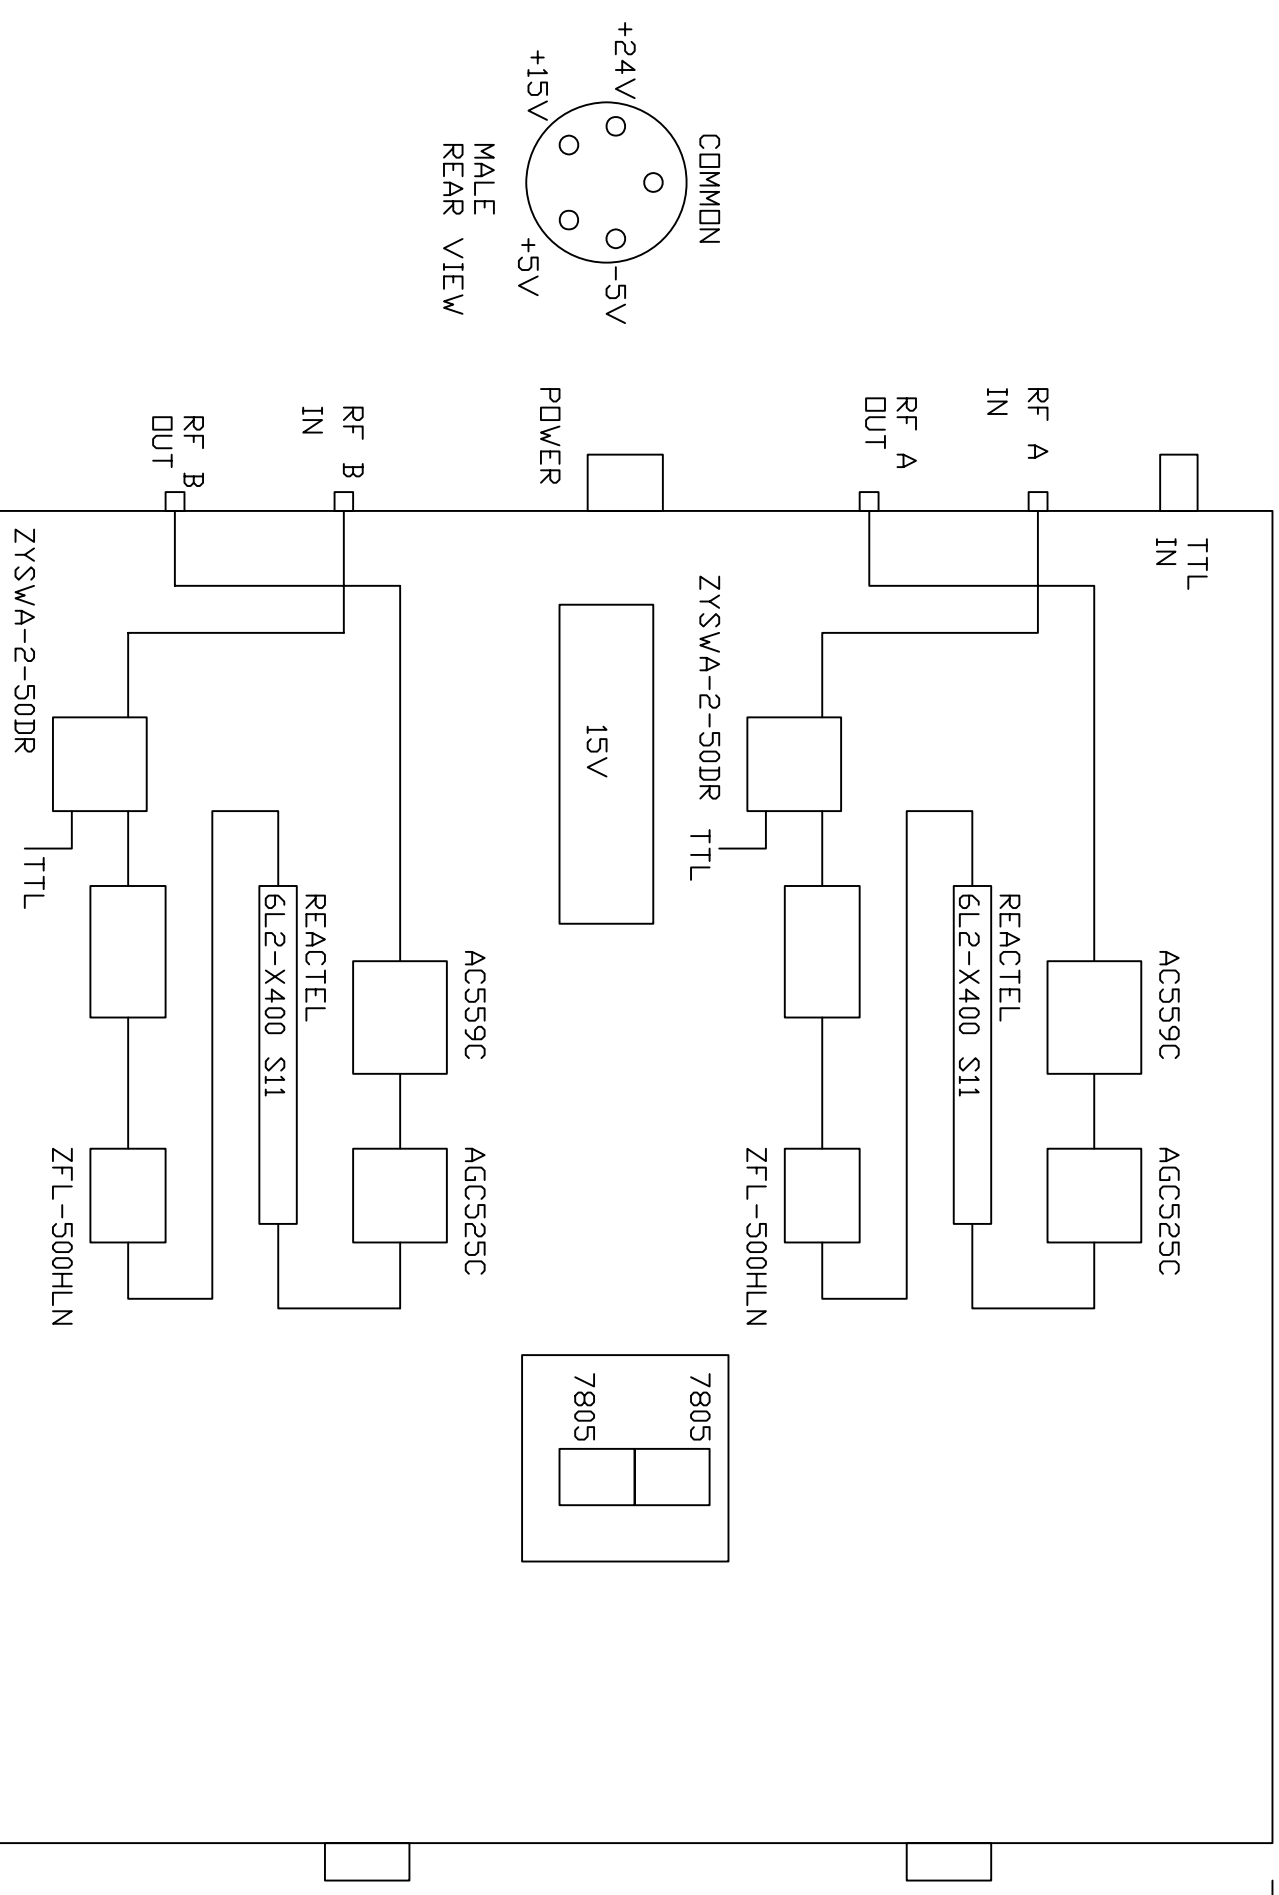 TTL
IN
RF A
IN
RF A
OUT
POWER
RF B
IN
RF B
OUT
COMMON
+24V
-5V
+15V
+5V
MALE
REAR VIEW
AC559C
AGC525C
REACTEL
6L2-X400 S11
ZFL-500HLN
ZYSWA-2-50DR
TTL
15V
7805
7805
AC559C
AGC525C
REACTEL
6L2-X400 S11
ZFL-500HLN
ZYSWA-2-50DR
TTL